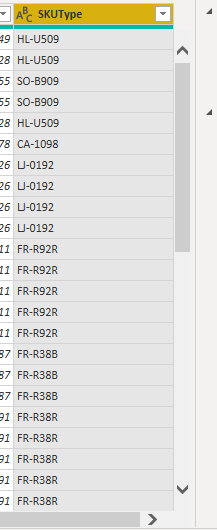 ABC SKUType
49 HL-U509
28 HL-U509
55 SO-B909
55 SO-B909
28 HL-U509
78 CA-1098
26 LJ-0192
26 LJ-0192
26 LJ-0192
26 LJ-0192
11 FR-R92R
11 FR-R92R
11 FR-R92R
11 FR-R92R
11 FR-R92R
87 FR-R38B
87 FR-R38B
87 FR-R38B
91 FR-R38R
91 FR-R38R
91 FR-R38R
91 FR-R38R
91 FR-R38R